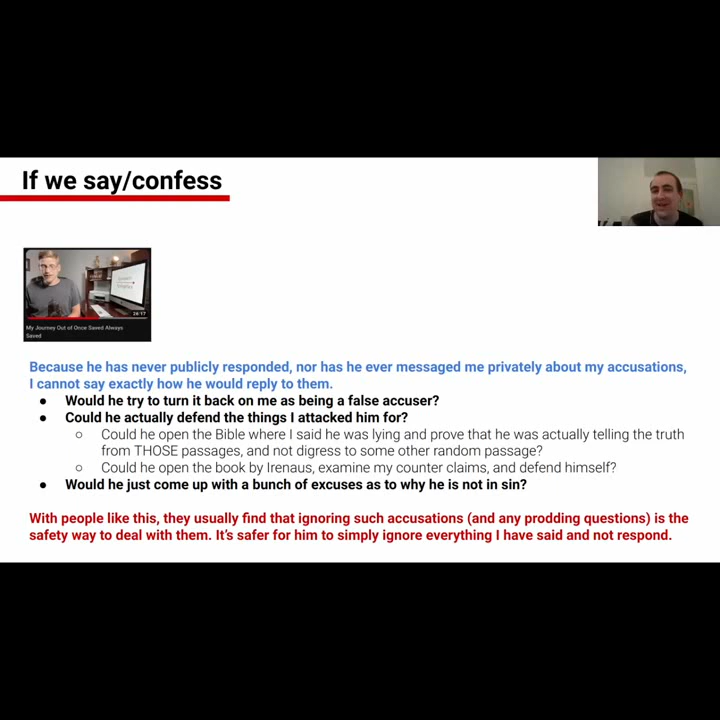 If we say/confess
26:17
My Journey Out of Once Saved Always
Saved
Because he has never publicly responded, nor has he ever messaged me privately about my accusations,
I cannot say exactly how he would reply to them.
● Would he try to turn it back on me as being a false accuser?
● Could he actually defend the things I attacked him for?
○ Could he open the Bible where I said he was lying and prove that he was actually telling the truth
from THOSE passages, and not digress to some other random passage?
○ Could he open the book by Irenaus, examine my counter claims, and defend himself?
● Would he just come up with a bunch of excuses as to why he is not in sin?
With people like this, they usually find that ignoring such accusations (and any prodding questions) is the
safety way to deal with them. It's safer for him to simply ignore everything I have said and not respond.